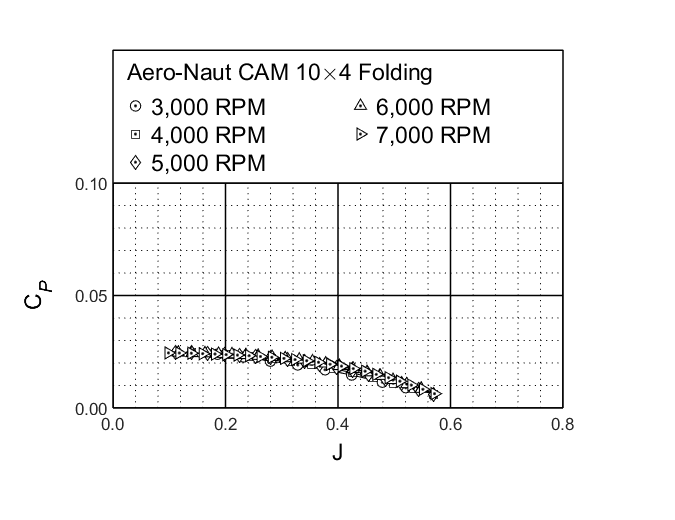 Aero-Naut CAM 10×4 Folding
3,000 RPM
4,000 RPM
5,000 RPM
6,000 RPM
7,000 RPM
0.10
0.05
0.00
C_P
0.0 0.2 0.4 0.6 0.8
J